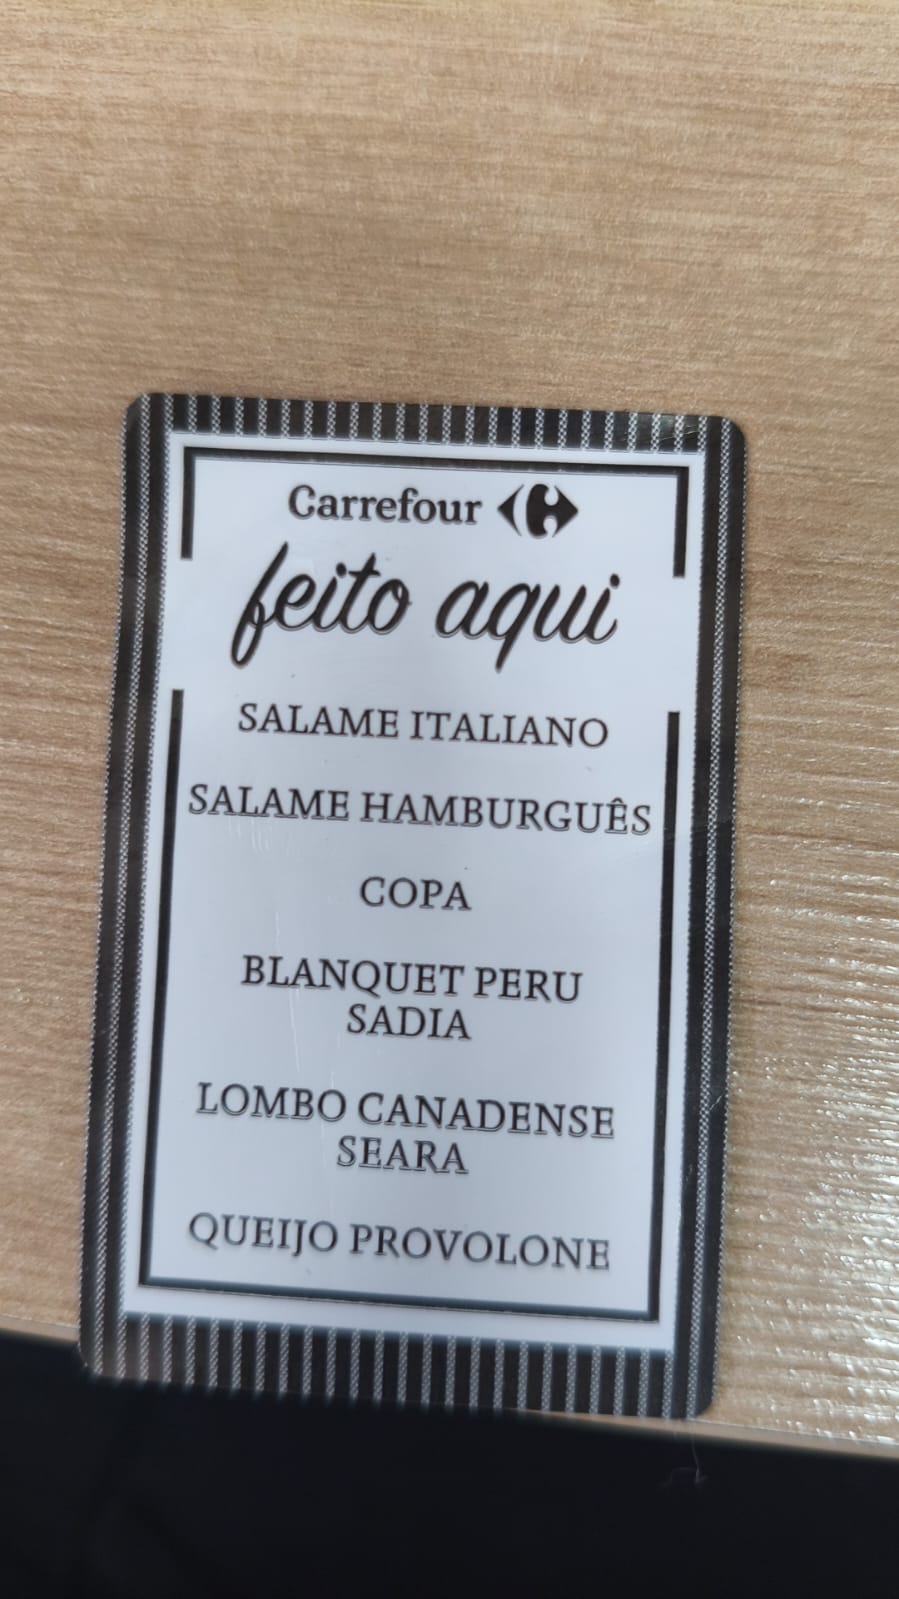 Carrefour
feito aqui
SALAME ITALIANO
SALAME HAMBURGUÊS
COPA
BLANQUET PERU
SADIA
LOMBO CANADENSE
SEARA
QUEIJO PROVOLONE